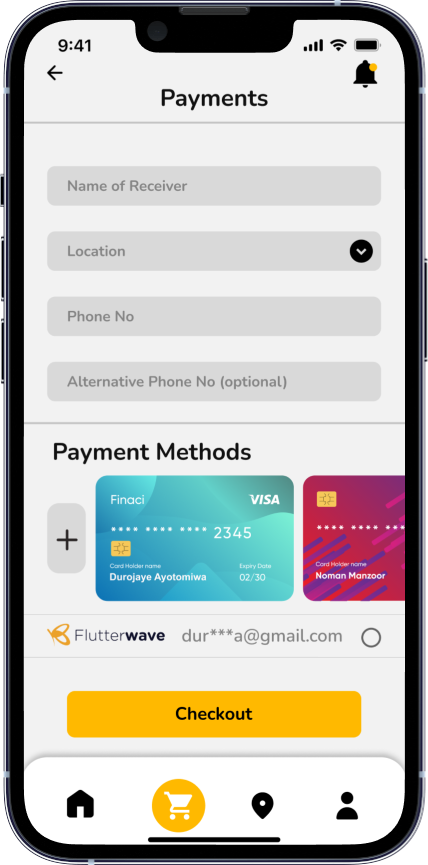 9:41
Payments
Name of Receiver
Location
Phone No
Alternative Phone No (optional)
Payment Methods
Finaci VISA
**** **** **** 2345
Card Holder name Expiry Date
Durojaye Ayotomiwa 02/30
**** **** ***
Card Holder name
Noman Manzoor
+
Flutterwave dur***a@gmail.com
Checkout